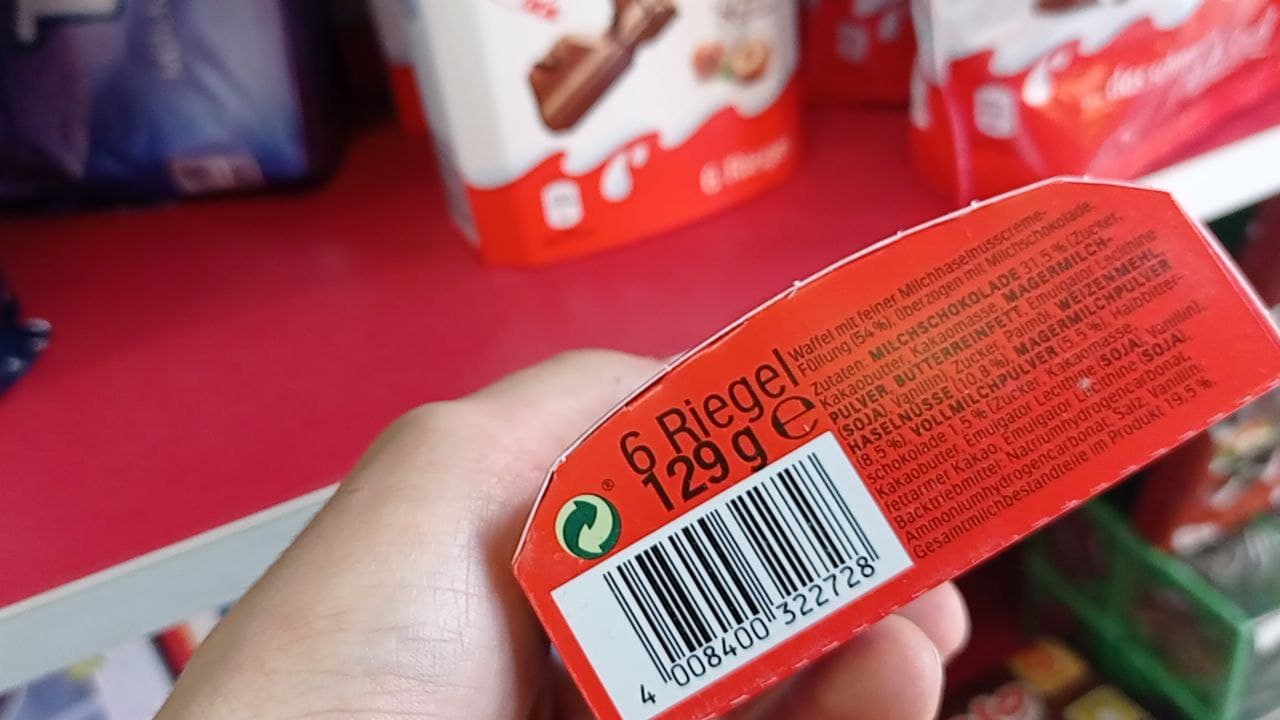 6 Riegel
129 g ℮
4 008400 322728
Waffel mit feiner Milchhaselnusscreme-
Füllung (54 %), überzogen mit Milchschokolade.
Zutaten: MILCHSCHOKOLADE 31,5 % (Zucker,
Kakaobutter, Kakaomasse, MAGERMILCH-
PULVER, BUTTERREINFETT, Emulgator Lecithine
(SOJA), Vanillin), Zucker, Palmöl, WEIZENMEHL,
HASELNÜSSE (10,8 %), MAGERMILCHPULVER
(8,5 %), VOLLMILCHPULVER (5,5 %), Halbbitter-
schokolade 1,5 % (Zucker, Kakaomasse,
Kakaobutter, Emulgator Lecithine (SOJA), Vanillin),
fettarmer Kakao, Emulgator Lecithine (SOJA),
Backtriebmittel: Natriumhydrogencarbonat,
Ammoniumhydrogencarbonat; Salz, Vanillin.
Gesamtmilchbestandteile im Produkt: 19,5 %.
6 Riegel